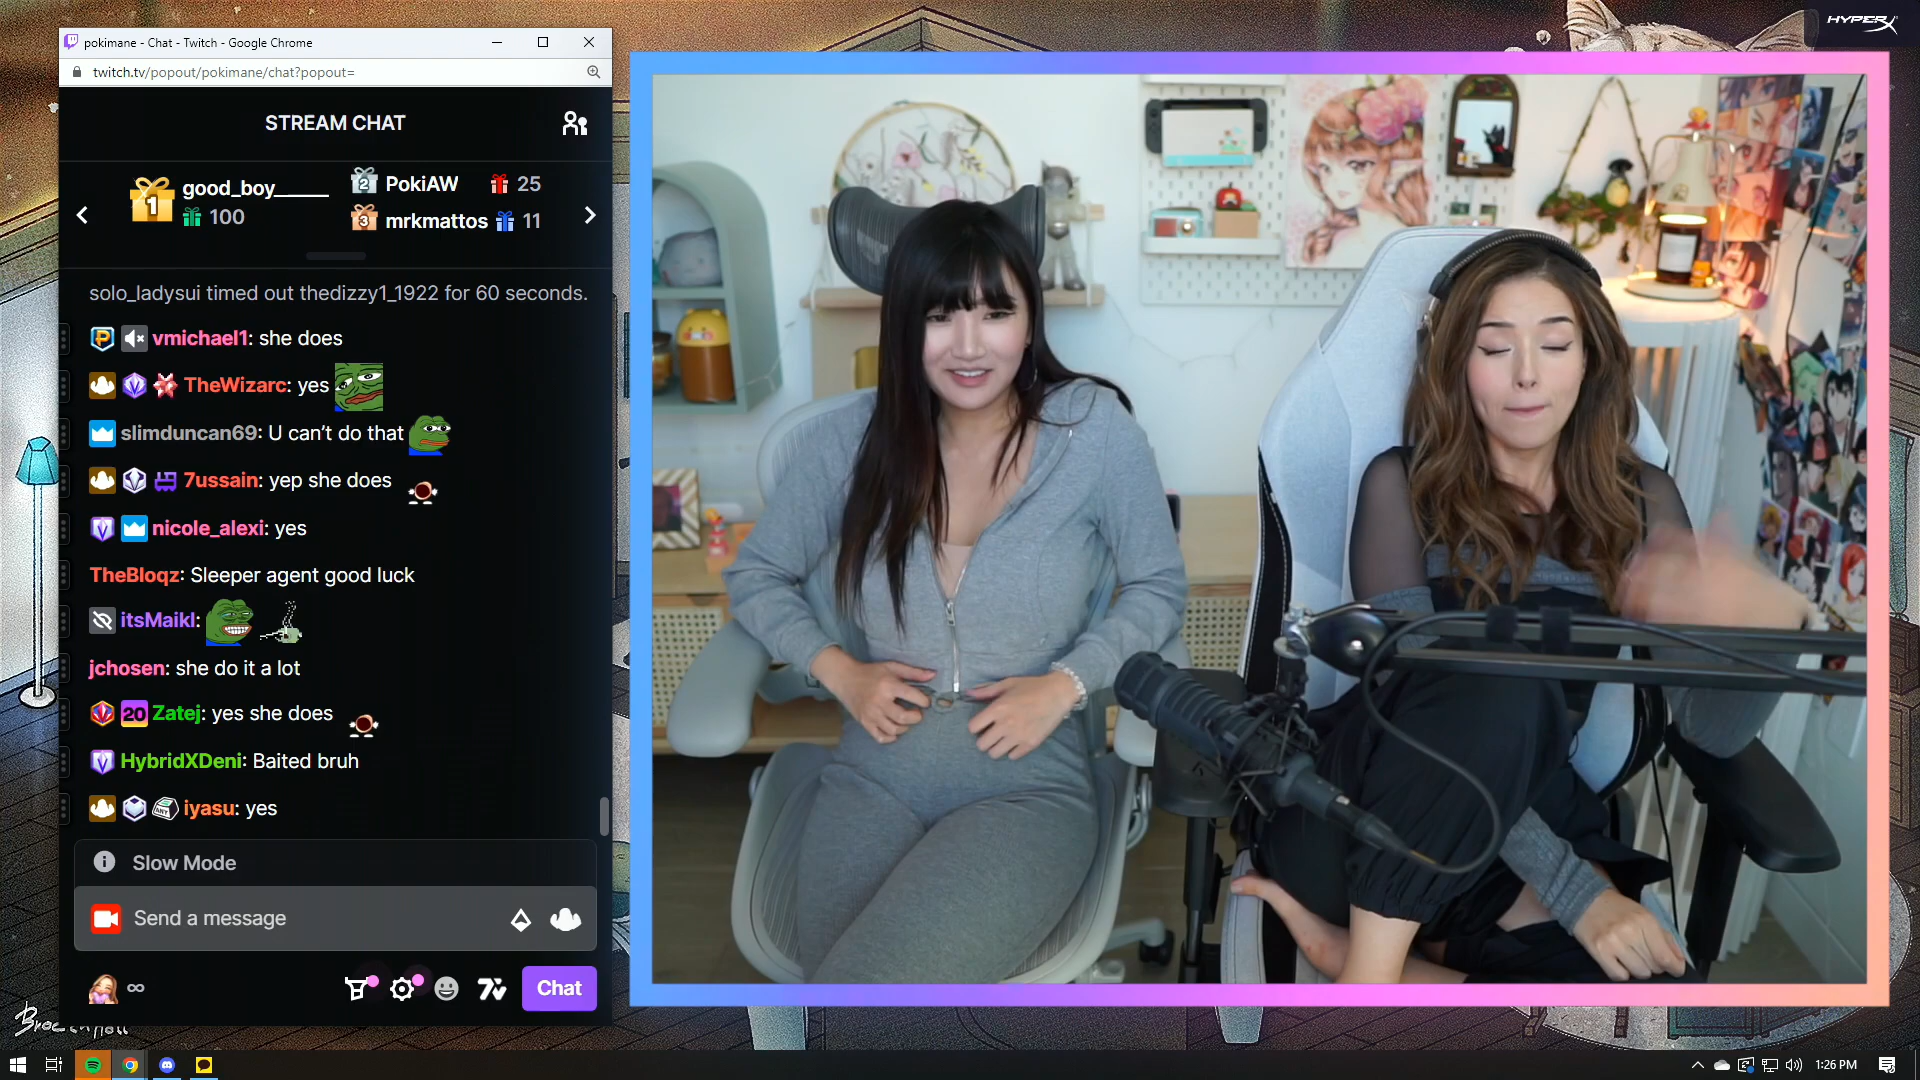 pokimane - Chat - Twitch - Google Chrome
twitch.tv/popout/pokimane/chat?popout=
STREAM CHAT
1 good_boy_____
100
2 PokiAW 25
3 mrkmattos 11
solo_ladysui timed out thedizzy1_1922 for 60 seconds.
vmichael1: she does
TheWizarc: yes
slimduncan69: U can't do that
7ussain: yep she does
nicole_alexi: yes
TheBloqz: Sleeper agent good luck
itsMaikl:
jchosen: she do it a lot
20 Zatej: yes she does
HybridXDeni: Baited bruh
iyasu: yes
Slow Mode
Send a message
Chat
HYPERX
1:26 PM